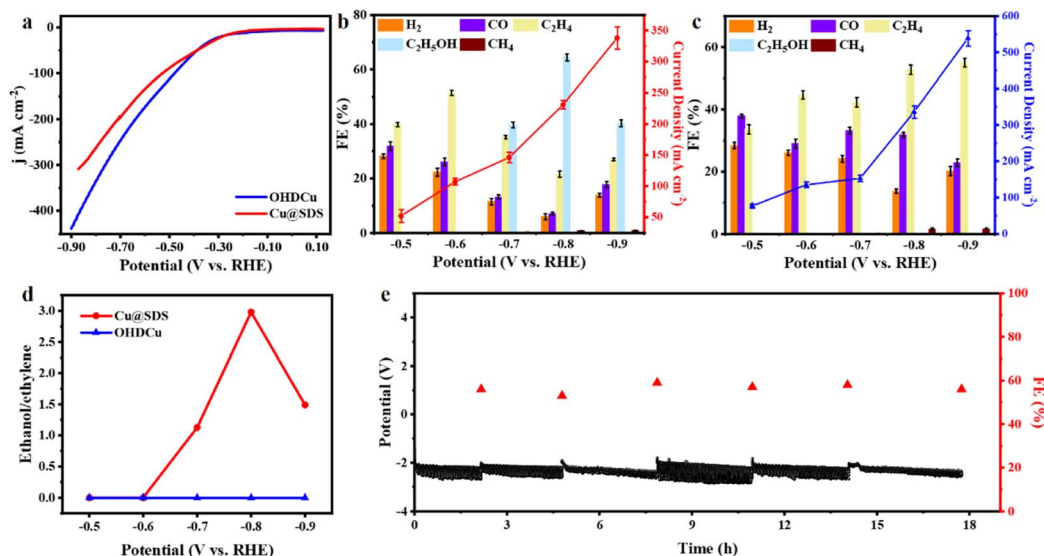 a
0
-100
-200
-300
-400
j (mA cm⁻²)
OHDCu
Cu@SDS
-0.90 -0.70 -0.50 -0.30 -0.10 0.10
Potential (V vs. RHE)
b
H₂ CO C₂H₄
C₂H₅OH CH₄
80
60
40
20
0
FE (%)
350
300
250
200
150
100
50
Current Density (mA cm⁻²)
-0.5 -0.6 -0.7 -0.8 -0.9
Potential (V vs. RHE)
c
H₂ CO C₂H₄
C₂H₅OH CH₄
60
40
20
0
FE (%)
600
500
400
300
200
100
0
Current Density (mA cm⁻²)
-0.5 -0.6 -0.7 -0.8 -0.9
Potential (V vs. RHE)
d
Cu@SDS
OHDCu
3.0
2.5
2.0
1.5
1.0
0.5
0.0
Ethanol/ethylene
-0.5 -0.6 -0.7 -0.8 -0.9
Potential (V vs. RHE)
e
4
2
0
-2
-4
Potential (V)
100
80
60
40
20
0
FE (%)
0 3 6 9 12 15 18
Time (h)